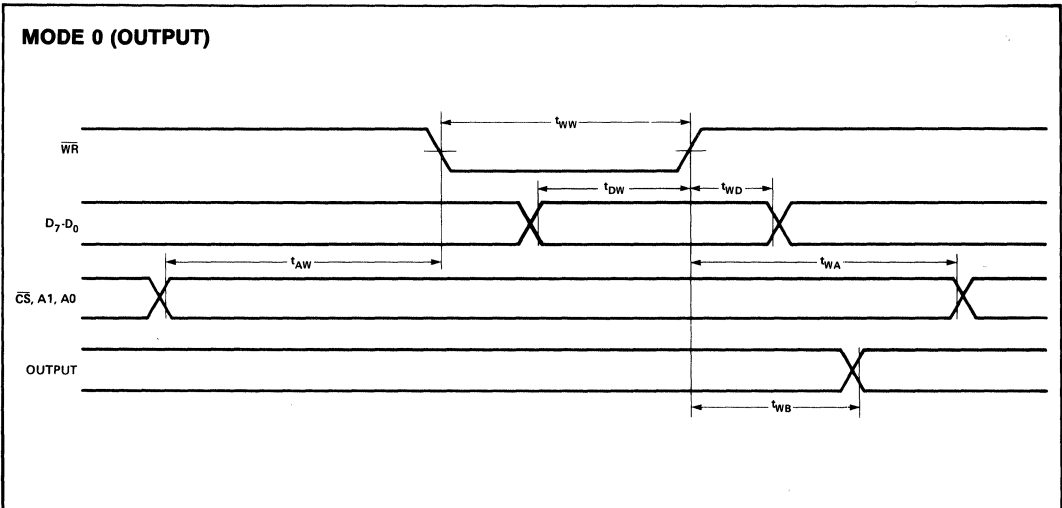 MODE 0 (OUTPUT)
tWW
WR
tDW
tWD
D7-D0
tAW
tWA
CS, A1, A0
OUTPUT
tWB